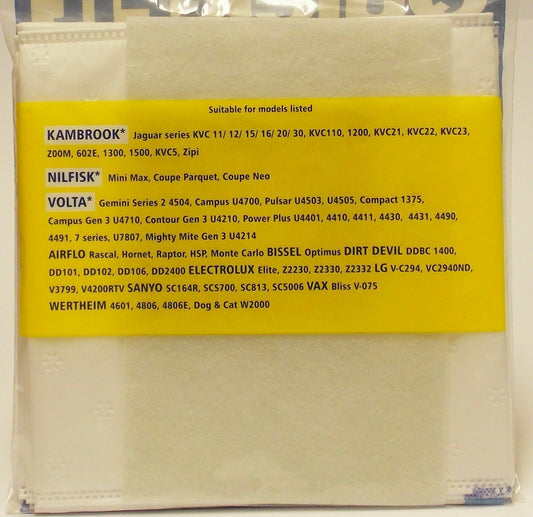 Suitable for models listed
KAMBROOK* Jaguar series KVC 11/ 12/ 15/ 16/ 20/ 30, KVC110, 1200, KVC21, KVC22, KVC23,
ZOOM, 602E, 1300, 1500, KVC5, Zipi
NILFISK* Mini Max, Coupe Parquet, Coupe Neo
VOLTA* Gemini Series 2 4504, Campus U4700, Pulsar U4503, U4505, Compact 1375,
Campus Gen 3 U4710, Contour Gen 3 U4210, Power Plus U4401, 4410, 4411, 4430, 4431, 4490,
4491, 7 series, U7807, Mighty Mite Gen 3 U4214
AIRFLO Rascal, Hornet, Raptor, HSP, Monte Carlo BISSEL Optimus DIRT DEVIL DDBC 1400,
DD101, DD102, DD106, DD2400 ELECTROLUX Elite, Z2230, Z2330, Z2332 LG V-C294, VC2940ND,
V3799, V4200RTV SANYO SC164R, SCS700, SC813, SC5006 VAX Bliss V-075
WERTHEIM 4601, 4806, 4806E, Dog & Cat W2000